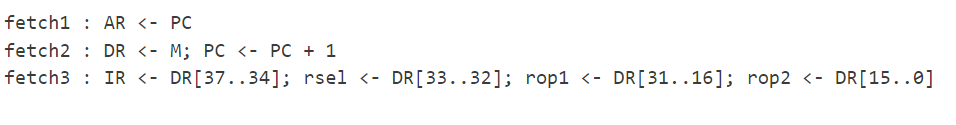 fetch1 : AR <- PC
fetch2 : DR <- M; PC <- PC + 1
fetch3 : IR <- DR[37..34]; rsel <- DR[33..32]; rop1 <- DR[31..16]; rop2 <- DR[15..0]